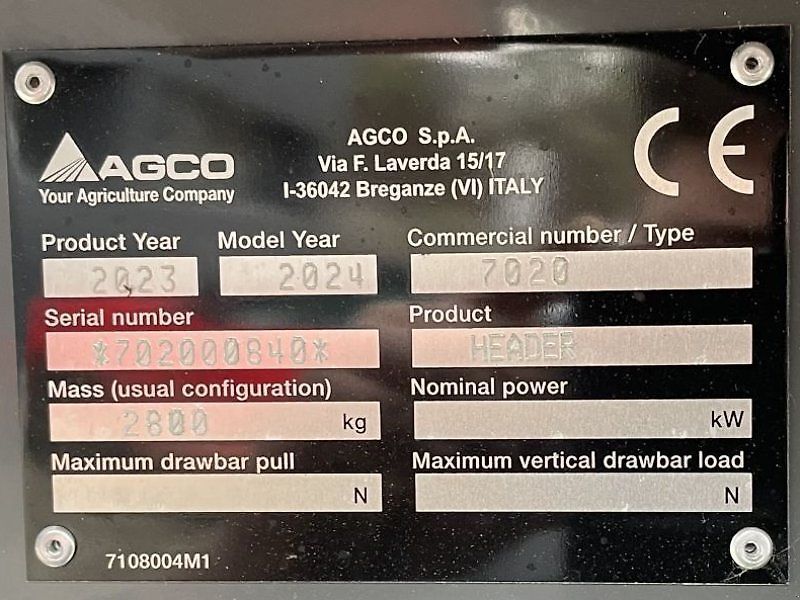 AGCO
Your Agriculture Company
AGCO S.p.A.
Via F. Laverda 15/17
I-36042 Breganze (VI) ITALY
CE
Product Year Model Year Commercial number / Type
2023 2024 7020
Serial number Product
*702000840* HEADER
Mass (usual configuration) Nominal power
2800 kg kW
Maximum drawbar pull Maximum vertical drawbar load
N N
7108004M1